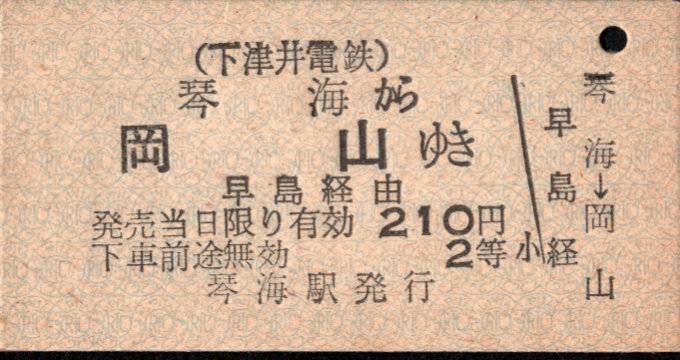 (下津井電鉄)
琴海から
岡山ゆき
早島経由
発売当日限り有効 210円
下車前途無効 2等
琴海駅発行
小
早島経
琴海→岡山